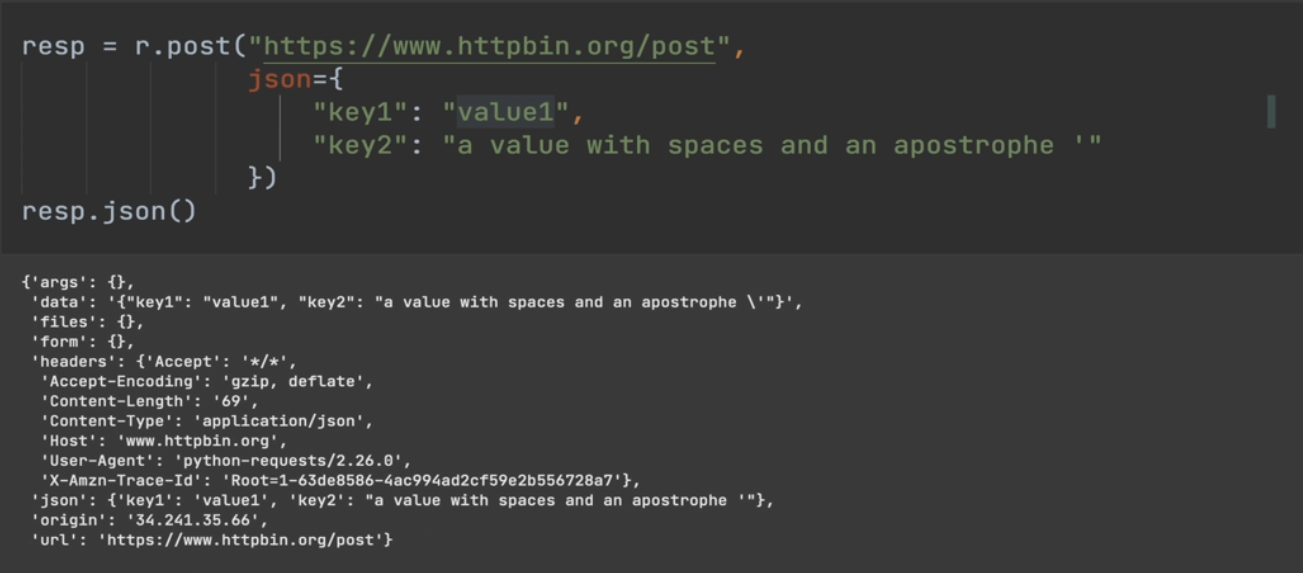 resp = r.post("https://www.httpbin.org/post",
json={
"key1": "value1",
"key2": "a value with spaces and an apostrophe '"
})
resp.json()
{'args': {},
'data': '{"key1": "value1", "key2": "a value with spaces and an apostrophe \'"}',
'files': {},
'form': {},
'headers': {'Accept': '*/*',
'Accept-Encoding': 'gzip, deflate',
'Content-Length': '69',
'Content-Type': 'application/json',
'Host': 'www.httpbin.org',
'User-Agent': 'python-requests/2.26.0',
'X-Amzn-Trace-Id': 'Root=1-63de8586-4ac994ad2cf59e2b556728a7'},
'json': {'key1': 'value1', 'key2': "a value with spaces and an apostrophe '"},
'origin': '34.241.35.66',
'url': 'https://www.httpbin.org/post'}